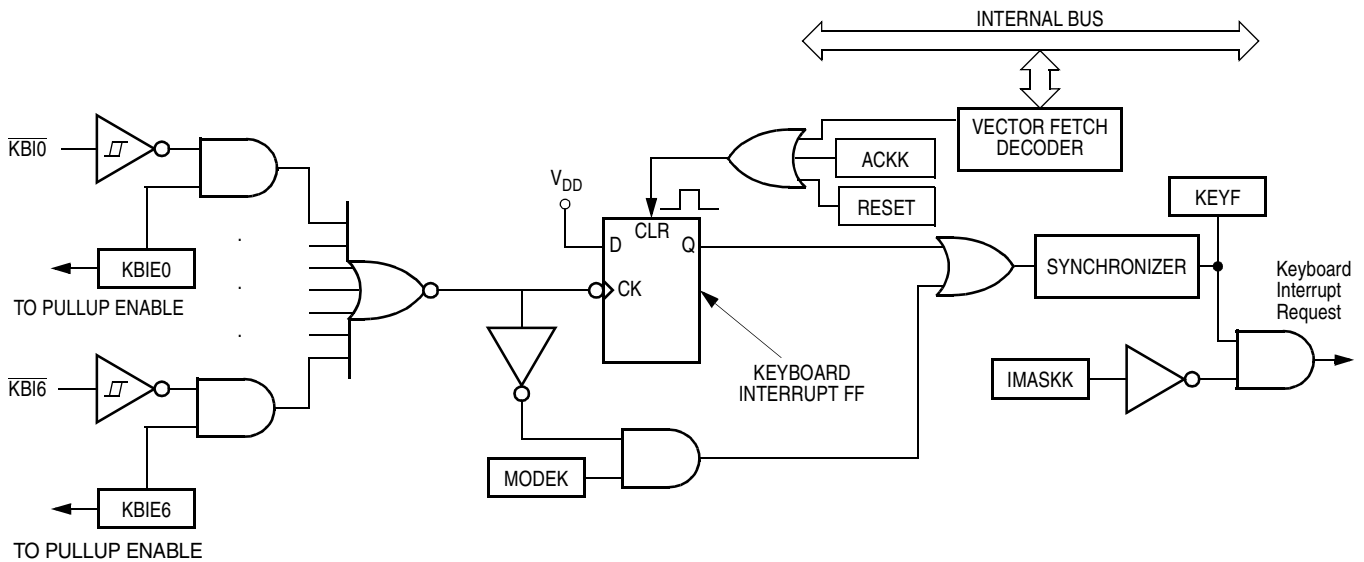 INTERNAL BUS
VECTOR FETCH
DECODER
ACKK
RESET
KBI0
KBIE0
TO PULLUP ENABLE
.
.
.
KBI6
KBIE6
TO PULLUP ENABLE
VDD
CLR
D
Q
CK
KEYBOARD
INTERRUPT FF
MODEK
SYNCHRONIZER
KEYF
IMASKK
Keyboard
Interrupt
Request